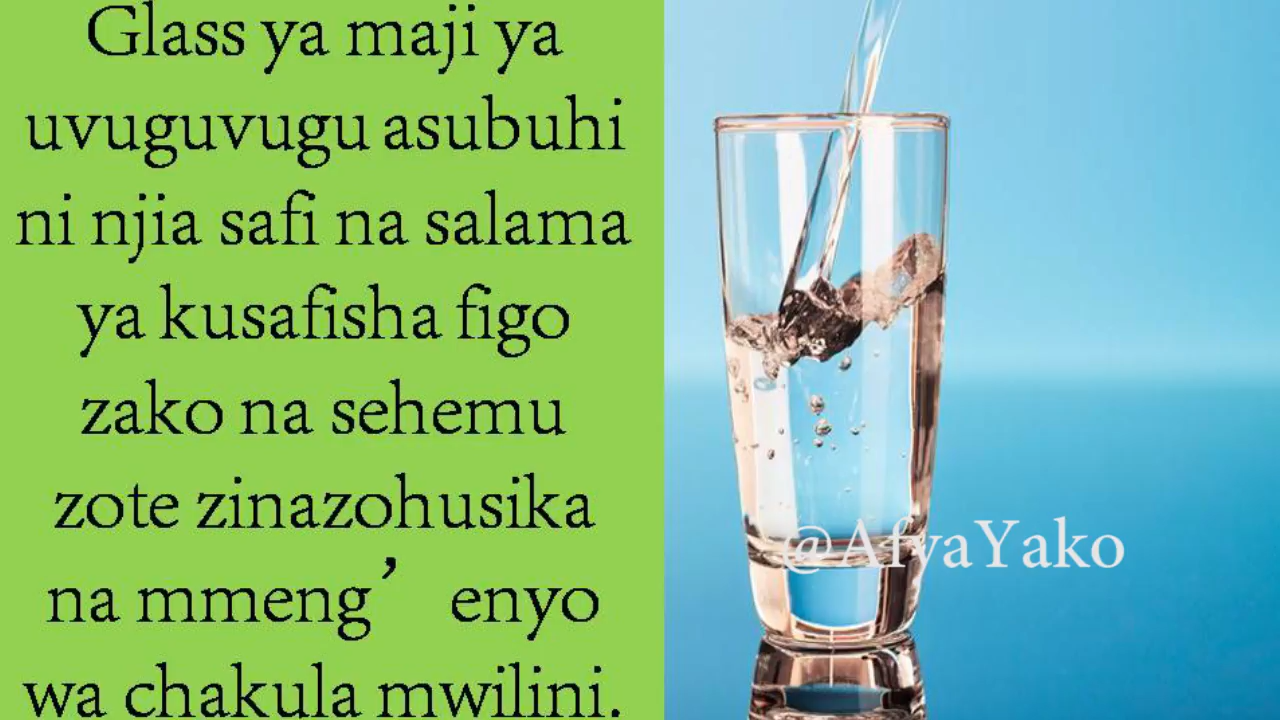 Glass ya maji ya
uvuguvugu asubuhi
ni njia safi na salama
ya kusafisha figo
zako na sehemu
zote zinazohusika
na mmeng’ enyo
wa chakula mwilini.
@AfyaYako